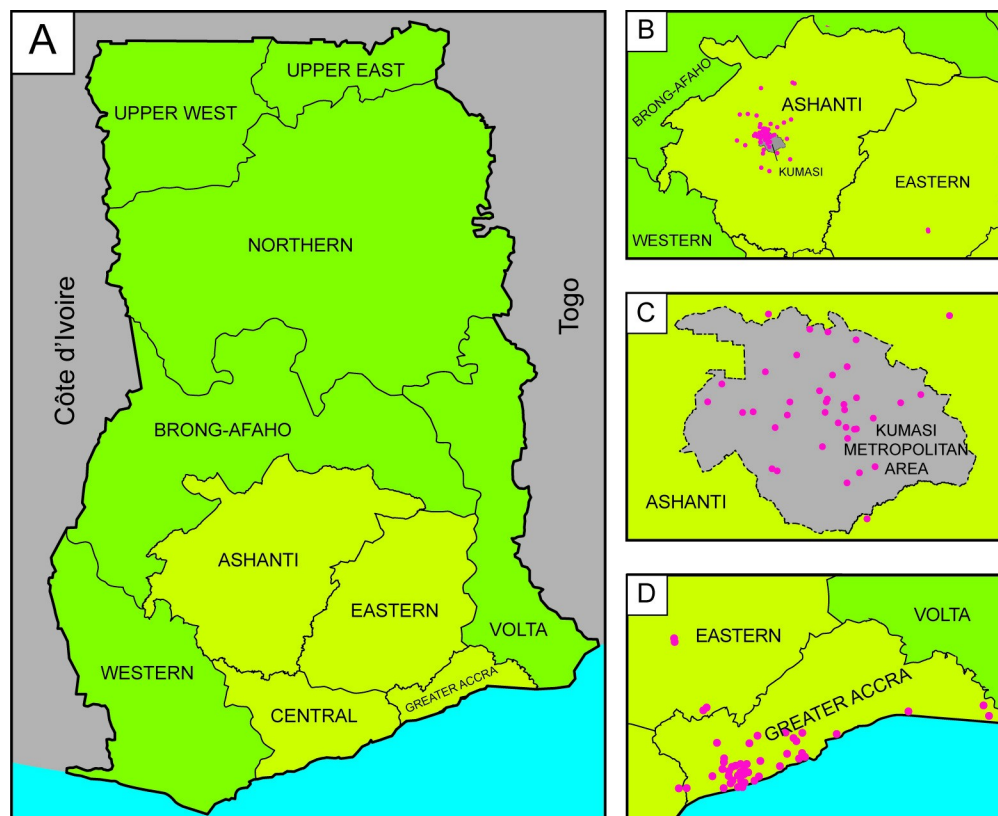 A
UPPER EAST
UPPER WEST
NORTHERN
Côte d'Ivoire
Togo
BRONG-AFAHO
ASHANTI
EASTERN
VOLTA
WESTERN
GREATER ACCRA
CENTRAL
B
BRONG-AFAHO
ASHANTI
KUMASI
EASTERN
WESTERN
C
KUMASI
METROPOLITAN
AREA
ASHANTI
D
EASTERN
VOLTA
GREATER ACCRA